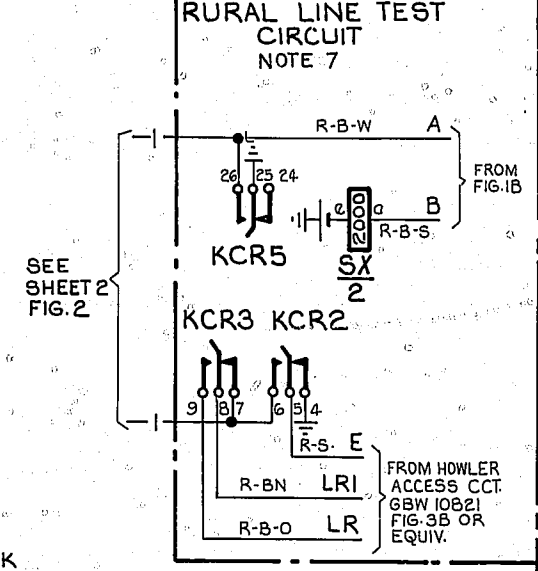 RURAL LINE TEST
CIRCUIT
NOTE 7
R-B-W A
26 25 24
FROM
FIG.1B
KCR5
e 2000 a
B
R-B-S
SX
2
SEE
SHEET 2
FIG. 2
KCR3 KCR2
9 8 7 6 5 4
R-S- E
R-BN LRI
R-B-O LR
FROM HOWLER
ACCESS CCT.
GBW 10821
FIG. 3B OR
EQUIV.
K